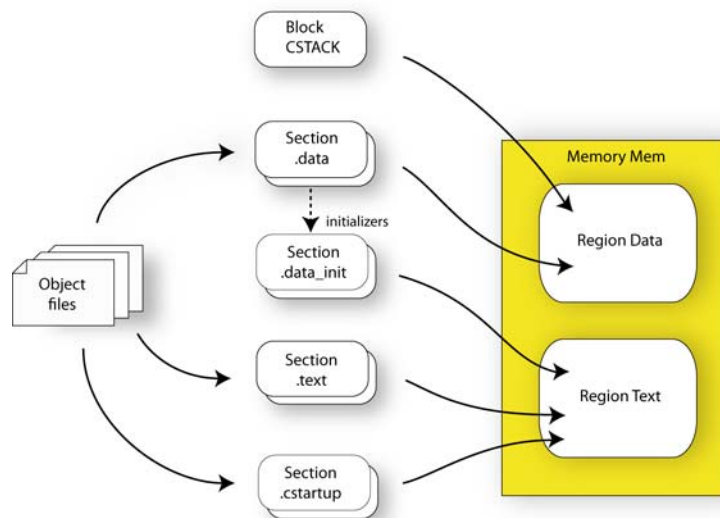 Block
CSTACK
Section
.data
initializers
Section
.data_init
Object
files
Section
.text
Section
.cstartup
Memory Mem
Region Data
Region Text